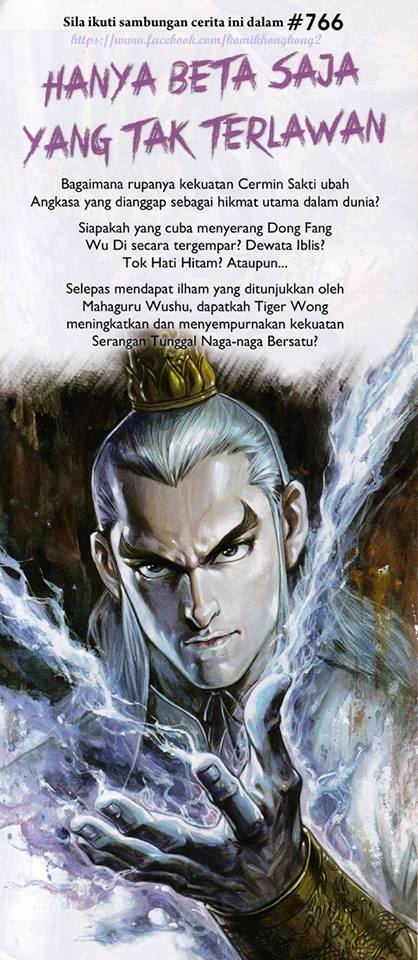 Sila ikuti sambungan cerita ini dalam #766
https://www.facebook.com/komikhongkong2
HANYA BETA SAJA
YANG TAK TERLAWAN
Bagaimana rupanya kekuatan Cermin Sakti ubah
Angkasa yang dianggap sebagai hikmat utama dalam dunia?
Siapakah yang cuba menyerang Dong Fang
Wu Di secara tergempar? Dewata Iblis?
Tok Hati Hitam? Ataupun...
Selepas mendapat ilham yang ditunjukkan oleh
Mahaguru Wushu, dapatkah Tiger Wong
meningkatkan dan menyempurnakan kekuatan
Serangan Tunggal Naga-naga Bersatu?